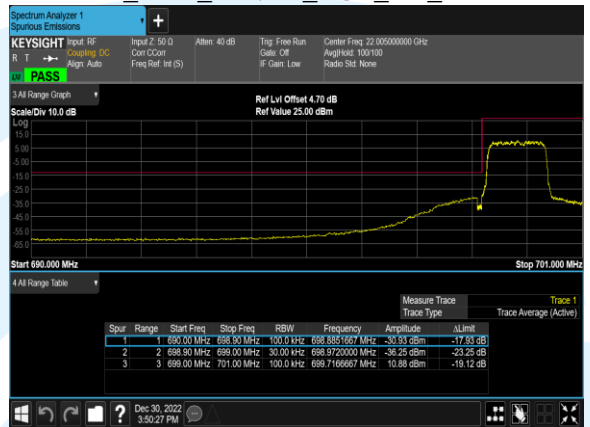 Spectrum Analyzer 1
Spurious Emissions
+
KEYSIGHT Input: RF Input Z: 50 Ω Atten: 40 dB Trig: Free Run Center Freq: 22.005000000 GHz
R T Coupling: DC Corr CCorr Gate: Off Avg|Hold: 100/100
Align: Auto Freq Ref: Int (S) IF Gain: Low Radio Std: None
PASS
3 All Range Graph Ref Lvl Offset 4.70 dB
Scale/Div 10.0 dB Ref Value 25.00 dBm
Log
15.0
5.00
-5.00
-15.0
-25.0
-35.0
-45.0
-55.0
-65.0
Start 690.000 MHz Stop 701.000 MHz
4 All Range Table
Measure Trace Trace 1
Trace Type Trace Average (Active)
Spur Range Start Freq Stop Freq RBW Frequency Amplitude ΔLimit
1 1 690.00 MHz 698.90 MHz 100.0 kHz 698.8851667 MHz -30.93 dBm -17.93 dB
2 2 698.90 MHz 699.00 MHz 30.00 kHz 698.9720000 MHz -36.25 dBm -23.25 dB
3 3 699.00 MHz 701.00 MHz 100.0 kHz 699.7166667 MHz 10.88 dBm -19.12 dB
? Dec 30, 2022
3:50:27 PM